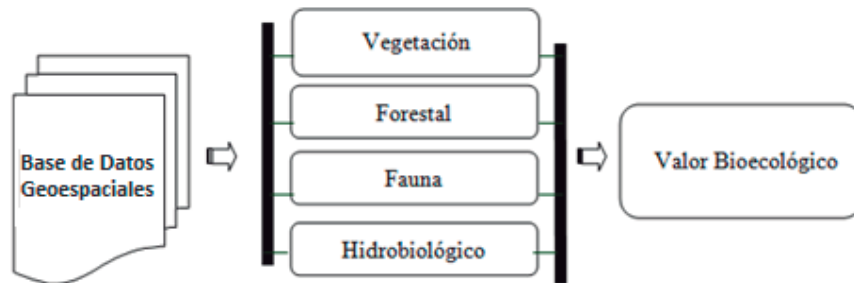 Base de Datos
Geoespaciales
Vegetación
Forestal
Fauna
Hidrobiológico
Valor Bioecológico